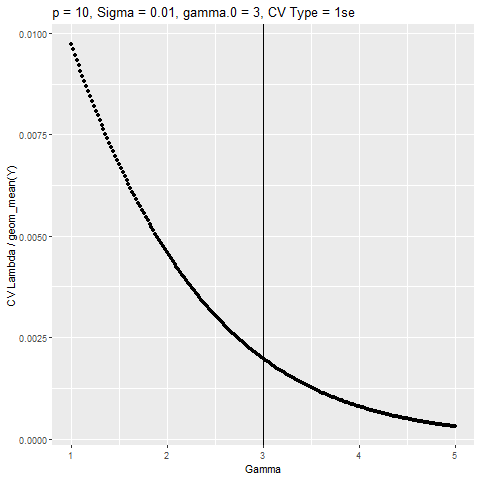 p = 10, Sigma = 0.01, gamma.0 = 3, CV Type = 1se
CV Lambda / geom_mean(Y)
0.0100
0.0075
0.0050
0.0025
0.0000
1 2 3 4 5
Gamma